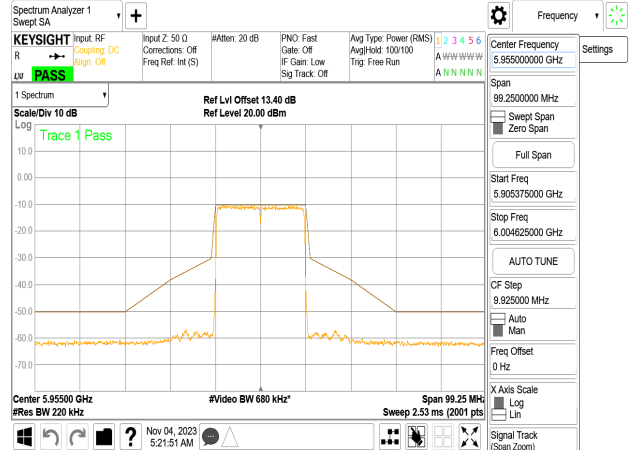 Spectrum Analyzer 1
Swept SA
Frequency
KEYSIGHT
R
PASS
Input: RF
Coupling: DC
Align: Off
Input Z: 50 Ω
Corrections: Off
Freq Ref: Int (S)
#Atten: 20 dB
PNO: Fast
Gate: Off
IF Gain: Low
Sig Track: Off
Avg Type: Power (RMS)
Avg|Hold: 100/100
Trig: Free Run
1 2 3 4 5 6
A W W W W W
A N N N N N
1 Spectrum
Scale/Div 10 dB
Ref Lvl Offset 13.40 dB
Ref Level 20.00 dBm
Log
Trace 1 Pass
10.0
0.00
-10.0
-20.0
-30.0
-40.0
-50.0
-60.0
-70.0
Center 5.95500 GHz
#Res BW 220 kHz
#Video BW 680 kHz*
Span 99.25 MHz
Sweep 2.53 ms (2001 pts
Nov 04, 2023
5:21:51 AM
Center Frequency
5.955000000 GHz
Settings
Span
99.2500000 MHz
Swept Span
Zero Span
Full Span
Start Freq
5.905375000 GHz
Stop Freq
6.004625000 GHz
AUTO TUNE
CF Step
9.925000 MHz
Auto
Man
Freq Offset
0 Hz
X Axis Scale
Log
Lin
Signal Track
(Span Zoom)